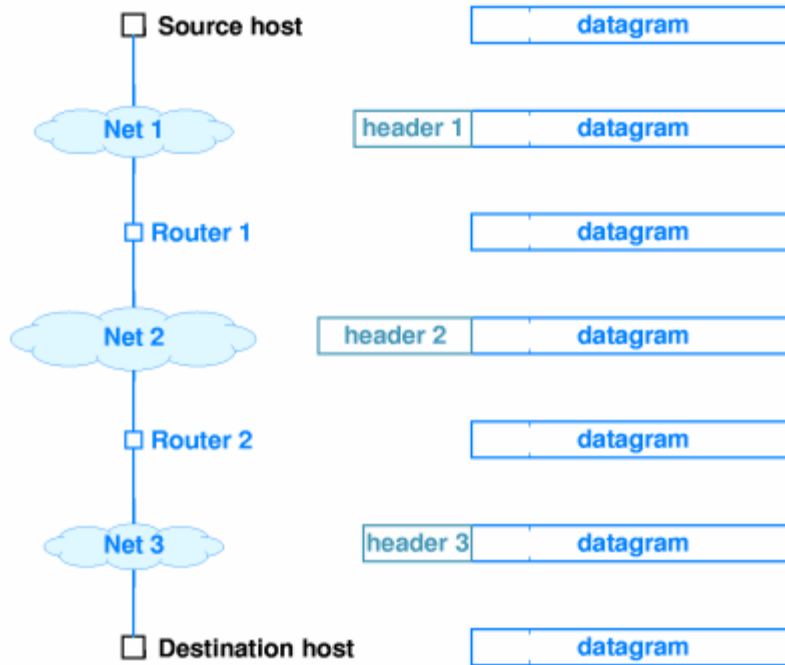 Source host datagram
Net 1 header 1 datagram
Router 1 datagram
Net 2 header 2 datagram
Router 2 datagram
Net 3 header 3 datagram
Destination host datagram